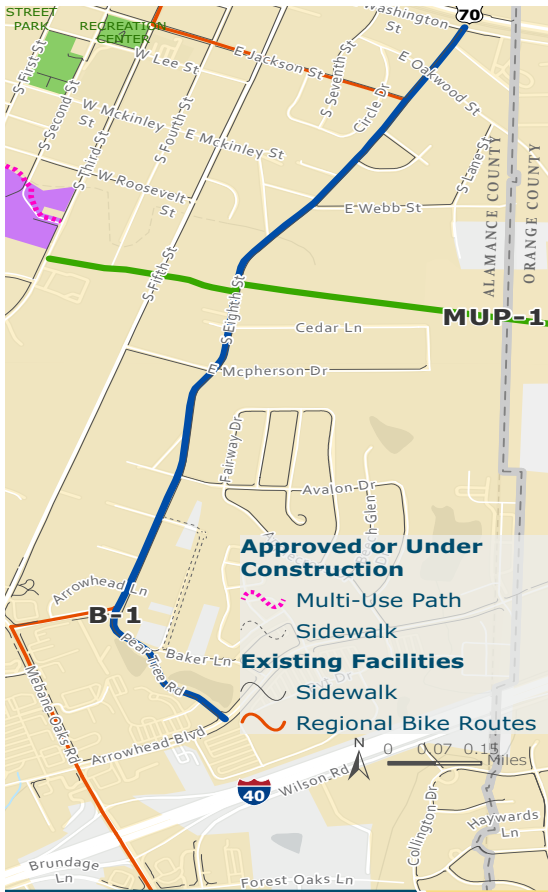 STREET
PARK
RECREATION
CENTER
Washington
St
70
S First St
W Lee St
E Jackson St
S Seventh St
E Oakwood St
Circle Dr
S Second St
W Mckinley
St
S Fourth St
E Mckinley St
S Third St
W Roosevelt
St
S Lane St
ALAMANCE COUNTY
ORANGE COUNTY
E Webb St
S Fifth St
S Eighth St
MUP-1
Cedar Ln
E Mcpherson Dr
Fairway Dr
Avalon Dr
Approved or Under
Construction
Multi-Use Path
Sidewalk
Existing Facilities
Sidewalk
Regional Bike Routes
Arrowhead Ln
B-1
Pear Tree Rd
Baker Ln
Mebane Oaks Rd
Arrowhead Blvd
N
0 0.07 0.15
Miles
40
Wilson Rd
Collington Dr
Haywards
Ln
Brundage
Ln
Forest Oaks Ln